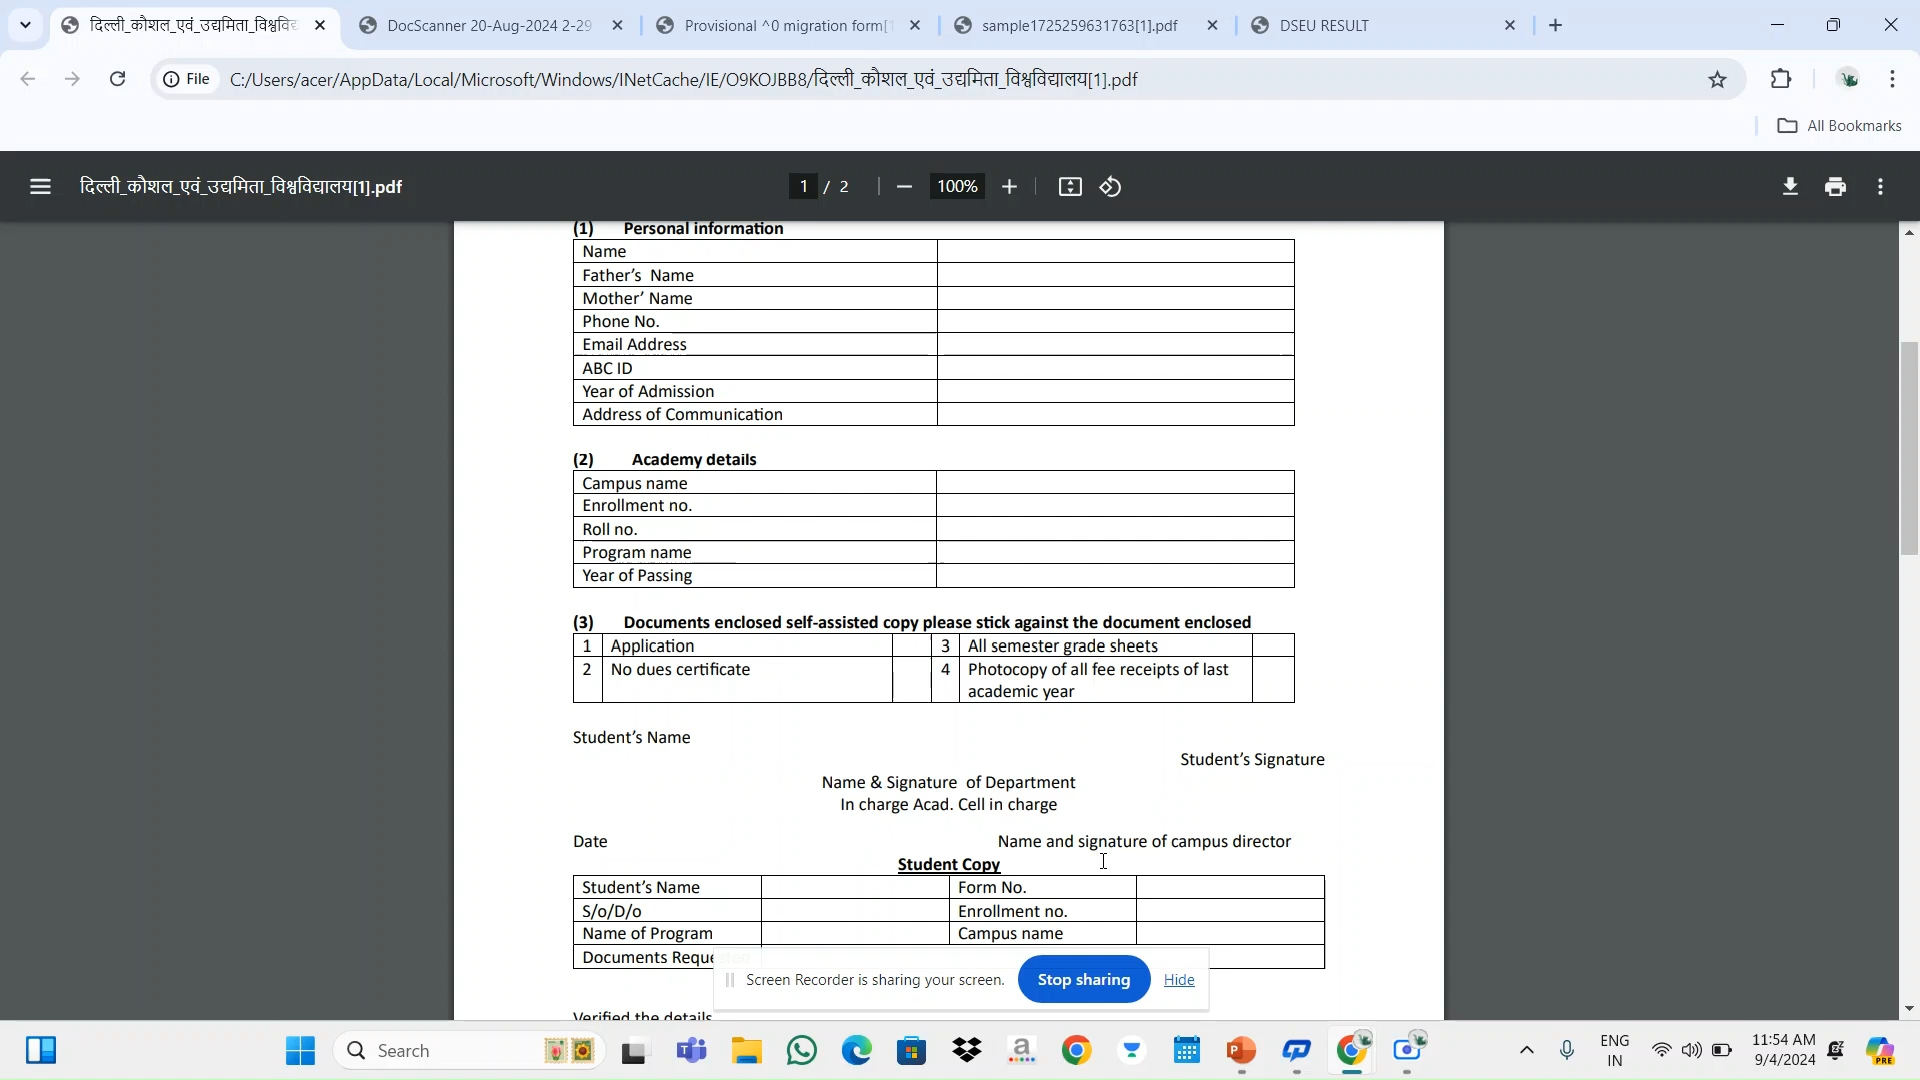 दिल्ली_कौशल_एवं_उद्यमिता_विश्ववि
DocScanner 20-Aug-2024 2-29
Provisional ^0 migration form[1
sample1725259631763[1].pdf
DSEU RESULT
File
C:/Users/acer/AppData/Local/Microsoft/Windows/INetCache/IE/O9KOJBB8/दिल्ली_कौशल_एवं_उद्यमिता_विश्वविद्यालय[1].pdf
All Bookmarks
दिल्ली_कौशल_एवं_उद्यमिता_विश्वविद्यालय[1].pdf
1 / 2
100%
(1) Personal information
Name
Father’s Name
Mother’ Name
Phone No.
Email Address
ABC ID
Year of Admission
Address of Communication
(2) Academy details
Campus name
Enrollment no.
Roll no.
Program name
Year of Passing
(3) Documents enclosed self-assisted copy please stick against the document enclosed
1 Application 3 All semester grade sheets
2 No dues certificate 4 Photocopy of all fee receipts of last
academic year
Student’s Name
Student’s Signature
Name & Signature of Department
In charge Acad. Cell in charge
Date Name and signature of campus director
Student Copy
Student’s Name Form No.
S/o/D/o Enrollment no.
Name of Program Campus name
Documents Reque
Screen Recorder is sharing your screen.
Stop sharing
Hide
Verified the details
Search
ENG
IN
11:54 AM
9/4/2024
PRE